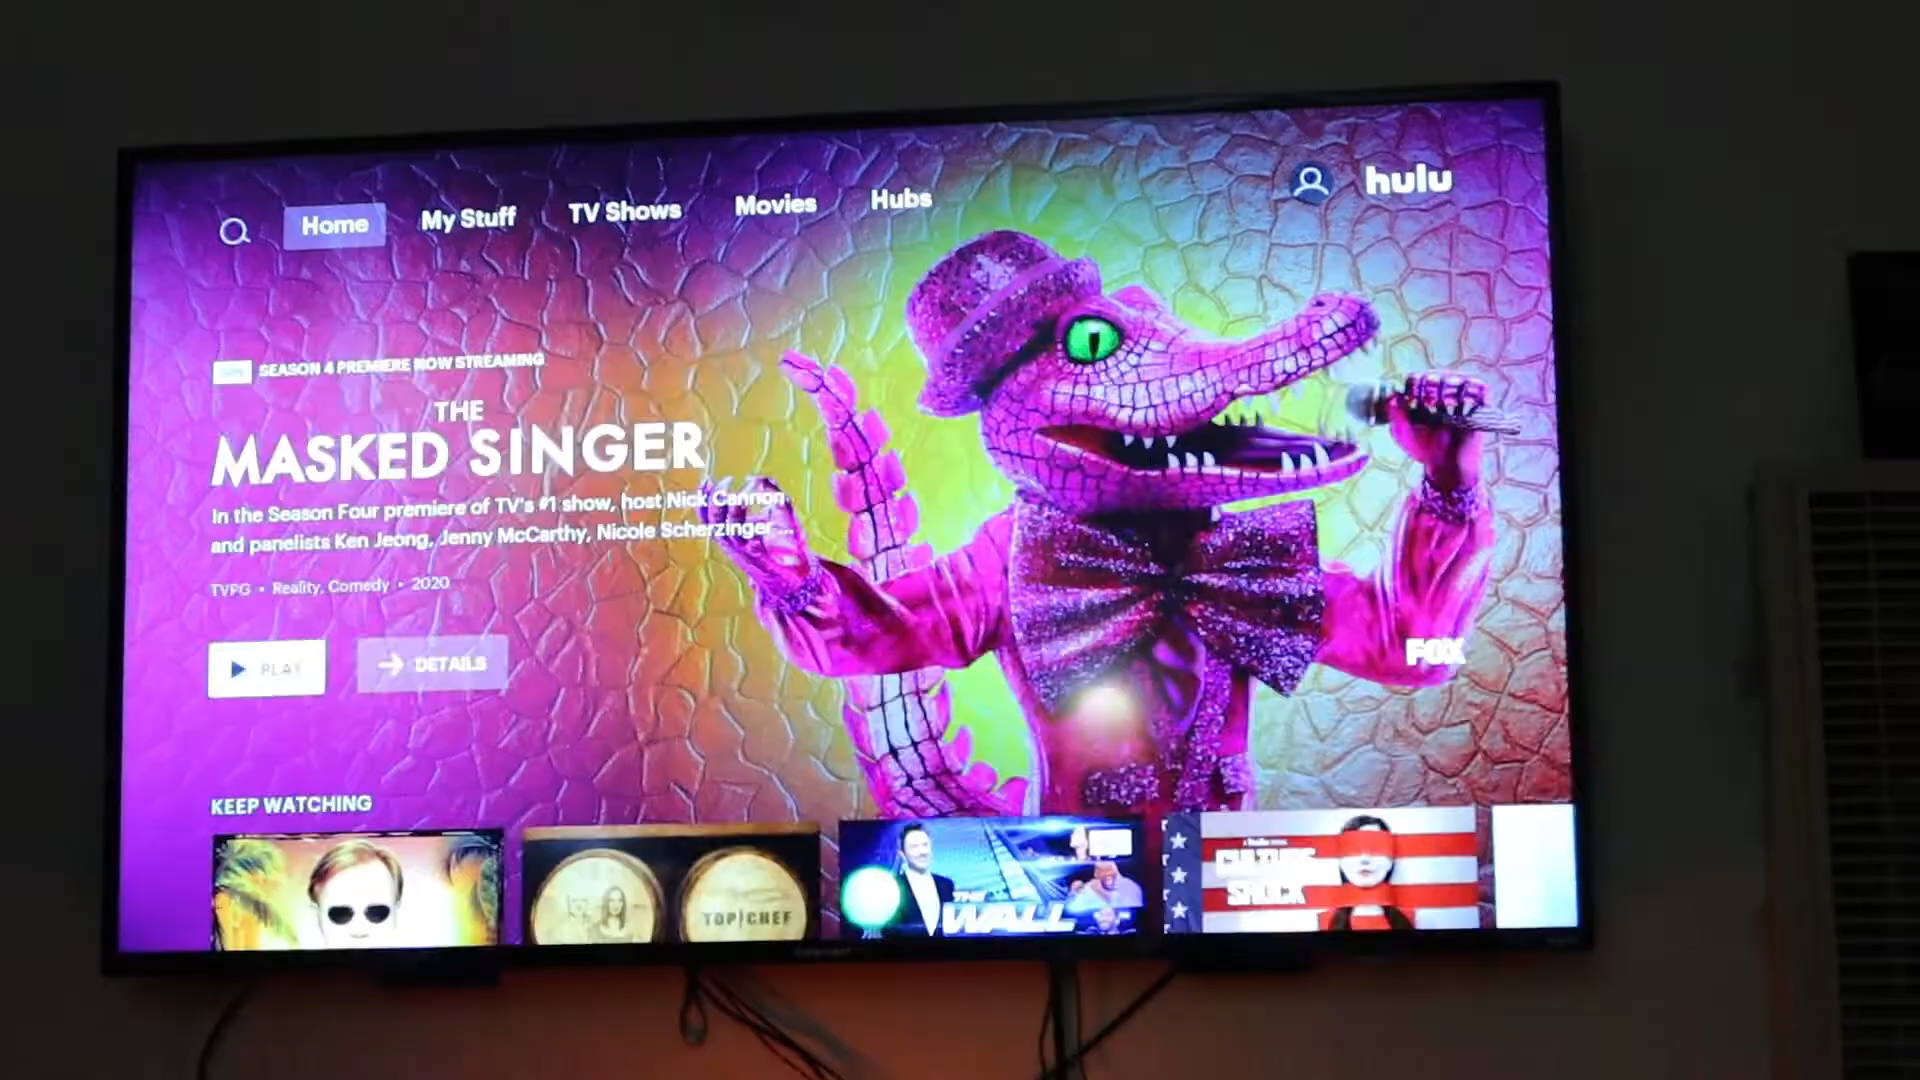 Home
My Stuff
TV Shows
Movies
Hubs
hulu
SEASON 4 PREMIERE NOW STREAMING
THE
MASKED SINGER
In the Season Four premiere of TV's #1 show, host Nick Cannon
and panelists Ken Jeong, Jenny McCarthy, Nicole Scherzinger ...
TVPG • Reality, Comedy • 2020
PLAY
DETAILS
FOX
KEEP WATCHING
TOP CHEF
THE
WALL
CULTURE
SHOCK